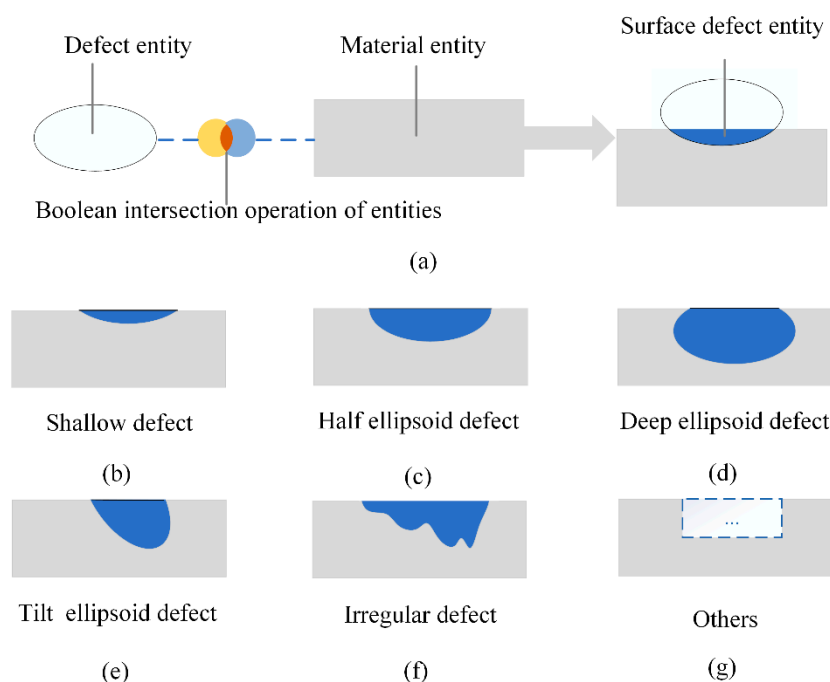 Defect entity
Material entity
Surface defect entity
Boolean intersection operation of entities
(a)
Shallow defect
Half ellipsoid defect
Deep ellipsoid defect
(b)
(c)
(d)
...
Tilt ellipsoid defect
Irregular defect
Others
(e)
(f)
(g)